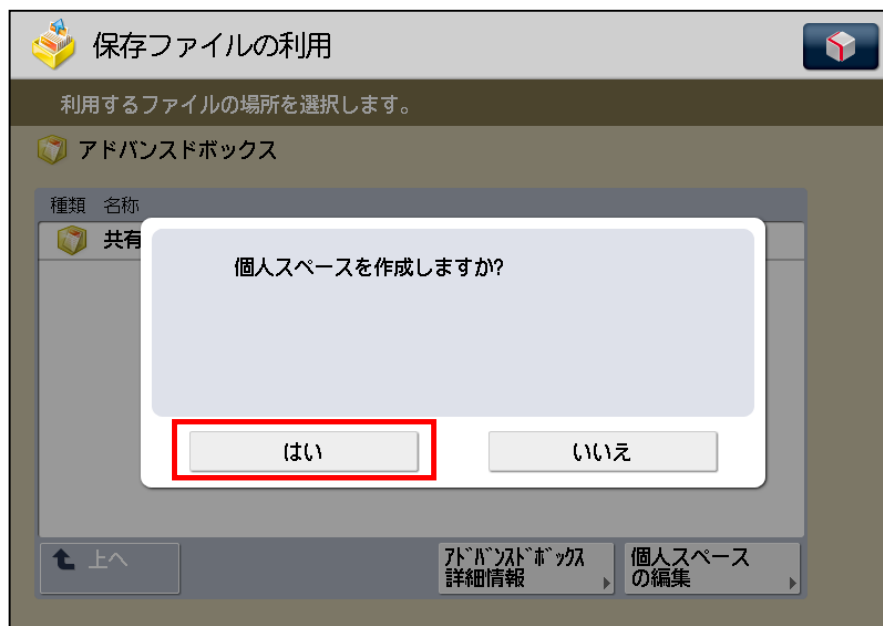 保存ファイルの利用
利用するファイルの場所を選択します。
アドバンスドボックス
種類 名称
共有
個人スペースを作成しますか?
はい いいえ
上へ
ｱﾄﾞﾊﾞﾝｽﾄﾞﾎﾞｯｸｽ
詳細情報
個人スペース
の編集